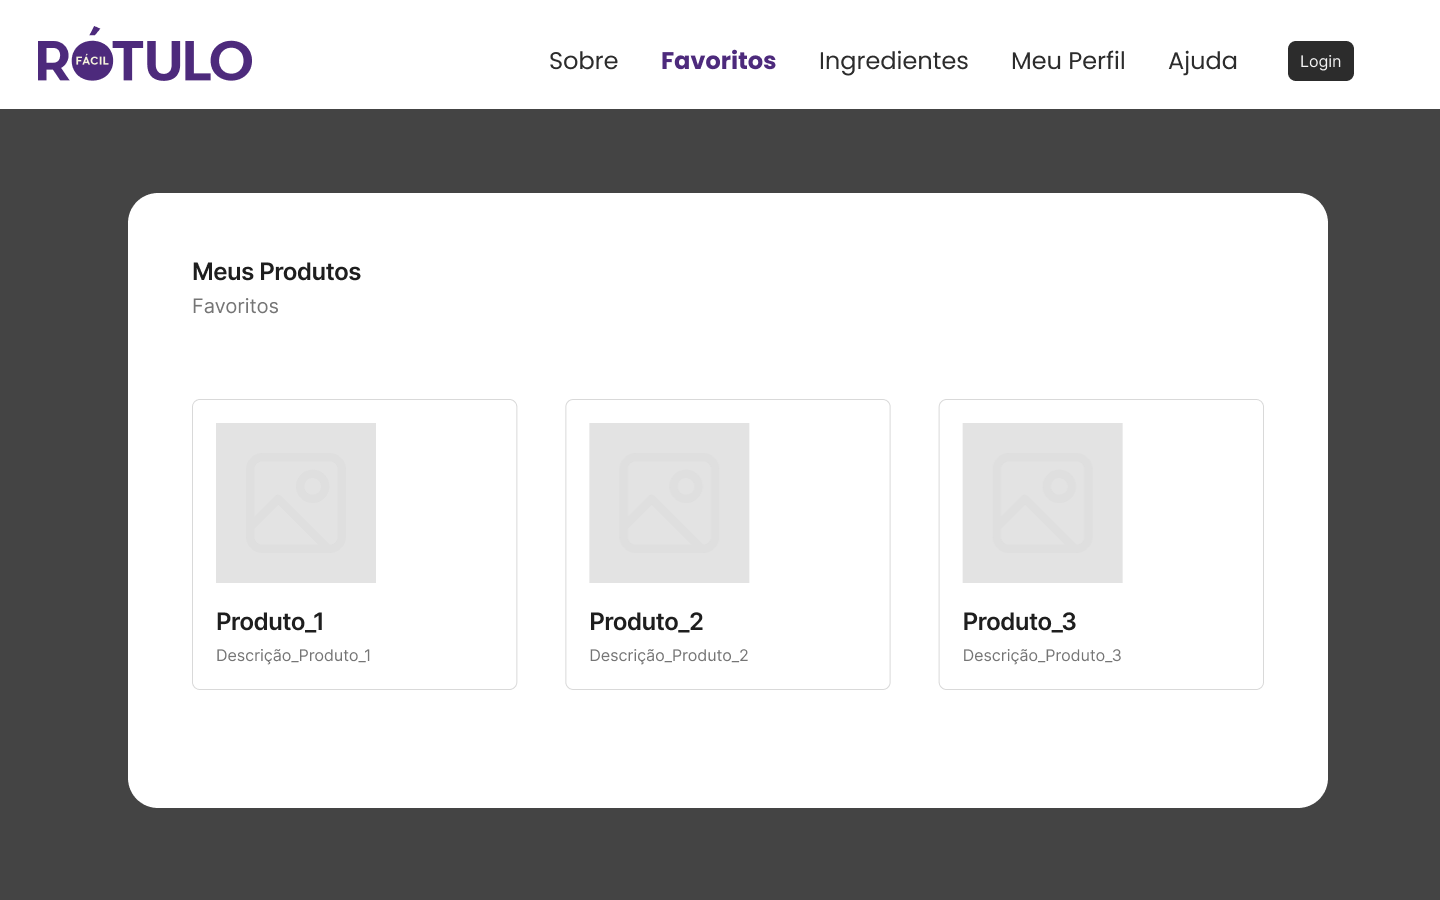 RÓTULO
FÁCIL
Sobre Favoritos Ingredientes Meu Perfil Ajuda Login
Meus Produtos
Favoritos
Produto_1
Descrição_Produto_1
Produto_2
Descrição_Produto_2
Produto_3
Descrição_Produto_3